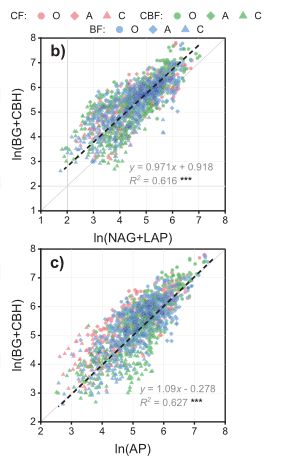 CF: O A C CBF: O A C
BF: O A C
b)
8
7
6
5
4
3
2
1
ln(BG+CBH)
y = 0.971x + 0.918
R² = 0.616 ***
1 2 3 4 5 6 7 8
ln(NAG+LAP)
c)
8
7
6
5
4
3
2
ln(BG+CBH)
y = 1.09x - 0.278
R² = 0.627 ***
2 3 4 5 6 7 8
ln(AP)